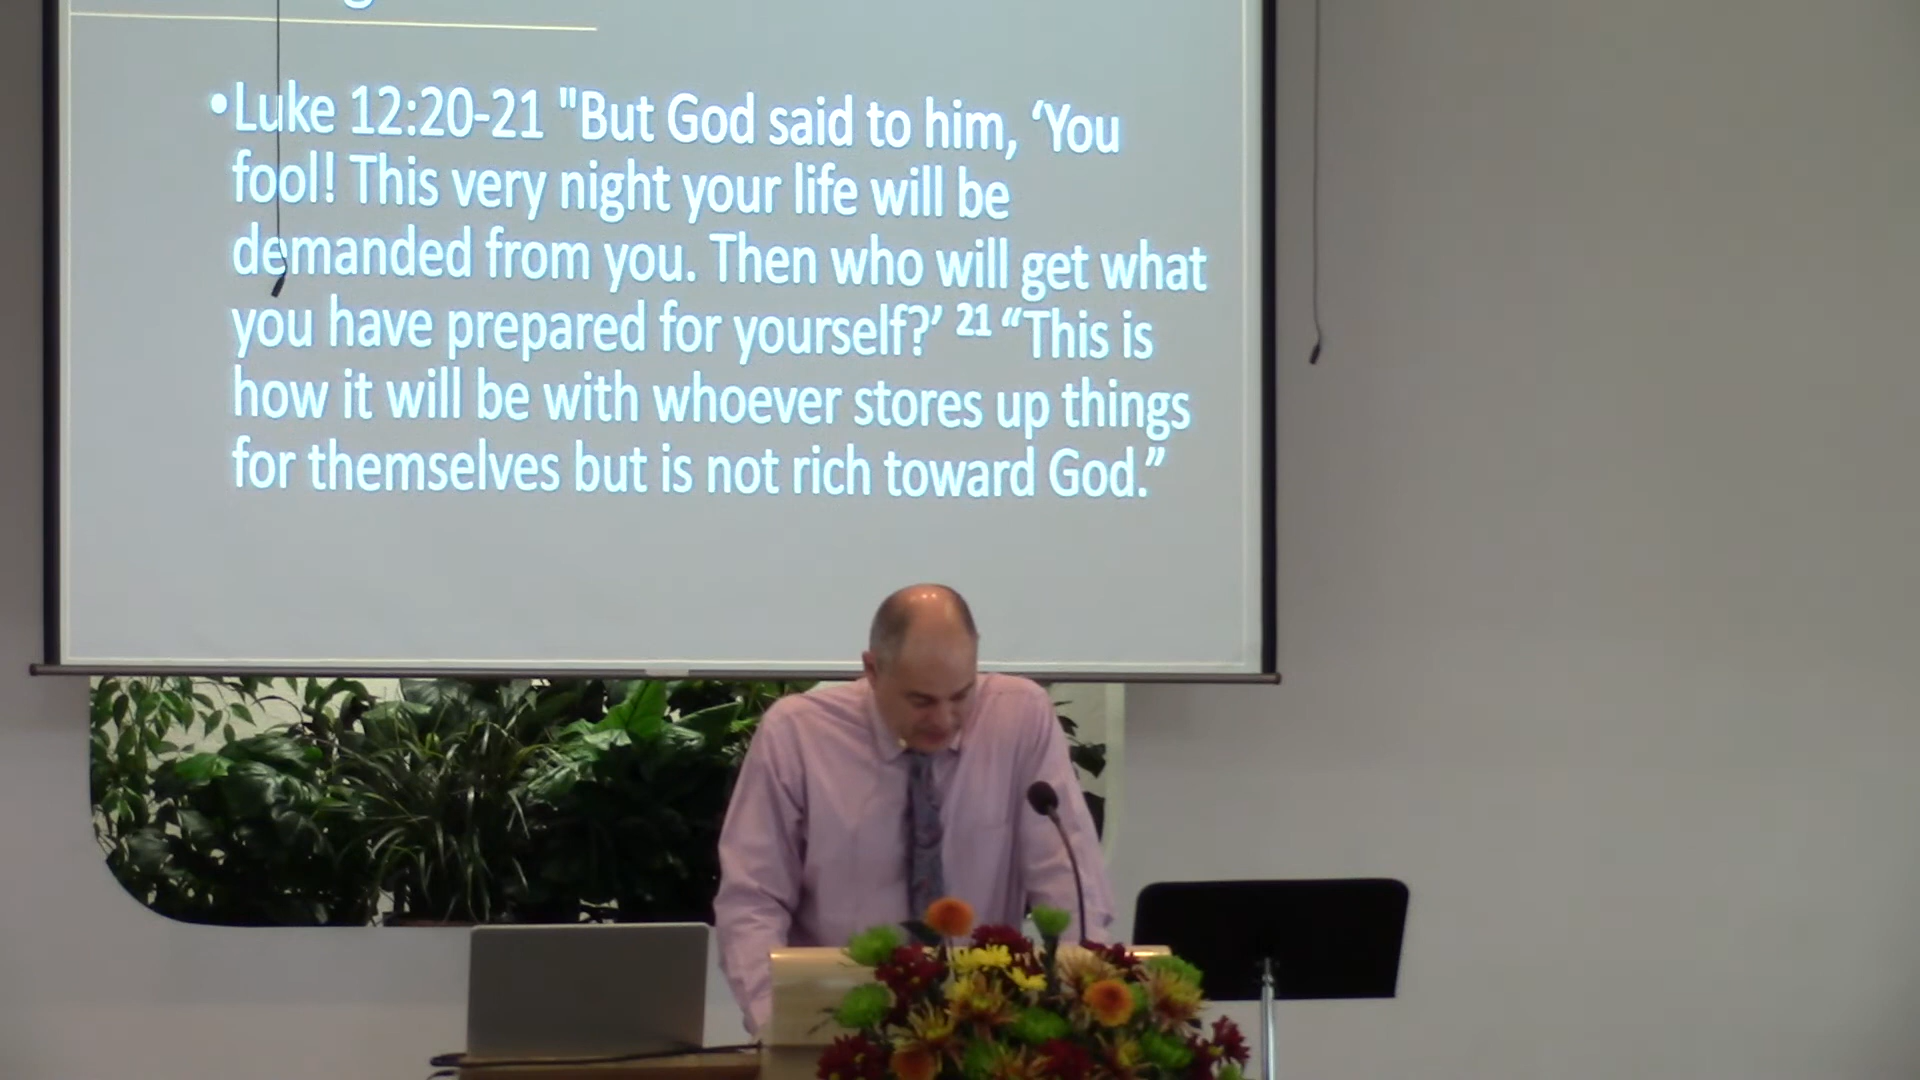 •Luke 12:20-21 "But God said to him, ‘You
fool! This very night your life will be
demanded from you. Then who will get what
you have prepared for yourself?’ 21 “This is
how it will be with whoever stores up things
for themselves but is not rich toward God.”